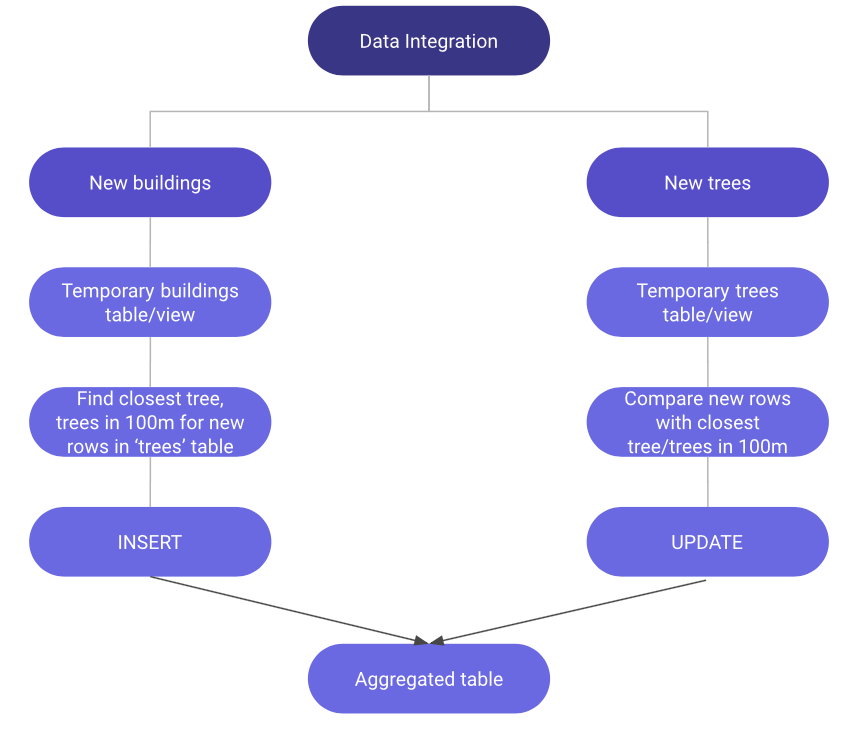 Data Integration
New buildings
New trees
Temporary buildings
table/view
Temporary trees
table/view
Find closest tree,
trees in 100m for new
rows in ‘trees’ table
Compare new rows
with closest
tree/trees in 100m
INSERT
UPDATE
Aggregated table